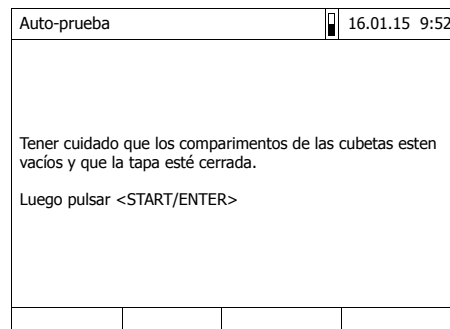 Auto-prueba 16.01.15 9:52
Tener cuidado que los comparimentos de las cubetas esten
vacíos y que la tapa esté cerrada.
Luego pulsar <START/ENTER>